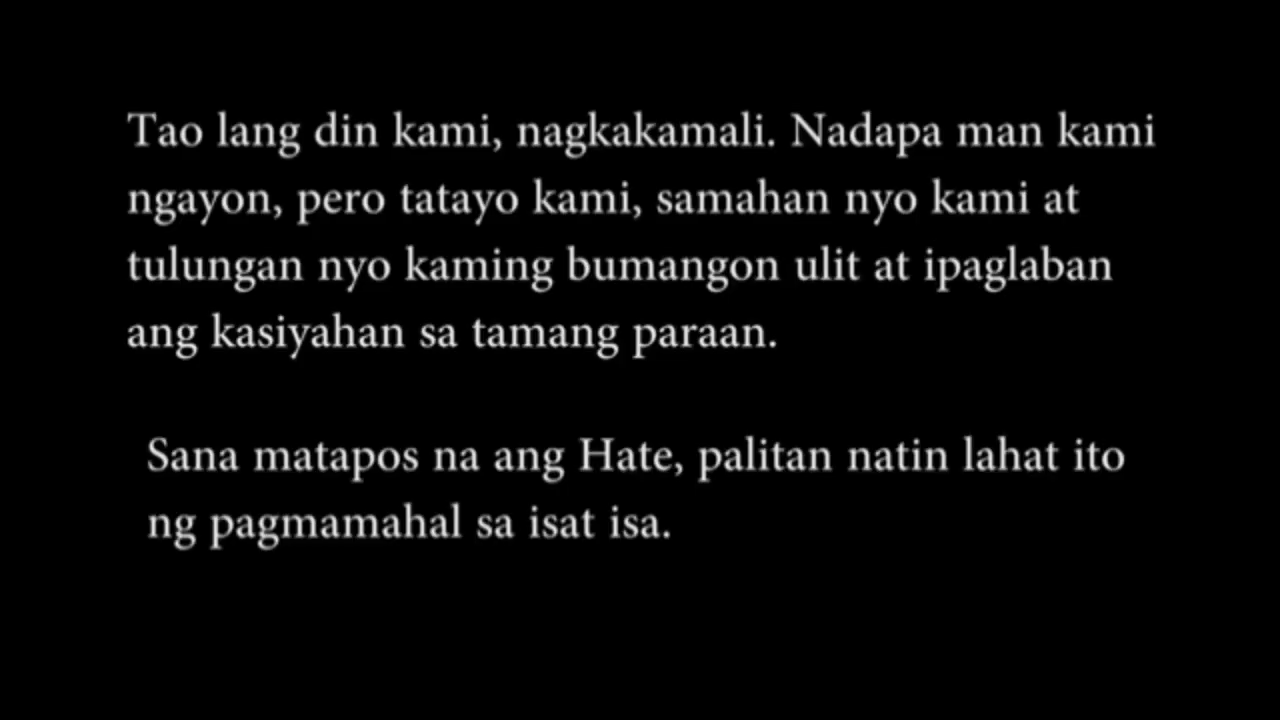 Tao lang din kami, nagkakamali. Nadapa man kami
ngayon, pero tatayo kami, samahan nyo kami at
tulungan nyo kaming bumangon ulit at ipaglaban
ang kasiyahan sa tamang paraan.
Sana matapos na ang Hate, palitan natin lahat ito
ng pagmamahal sa isat isa.